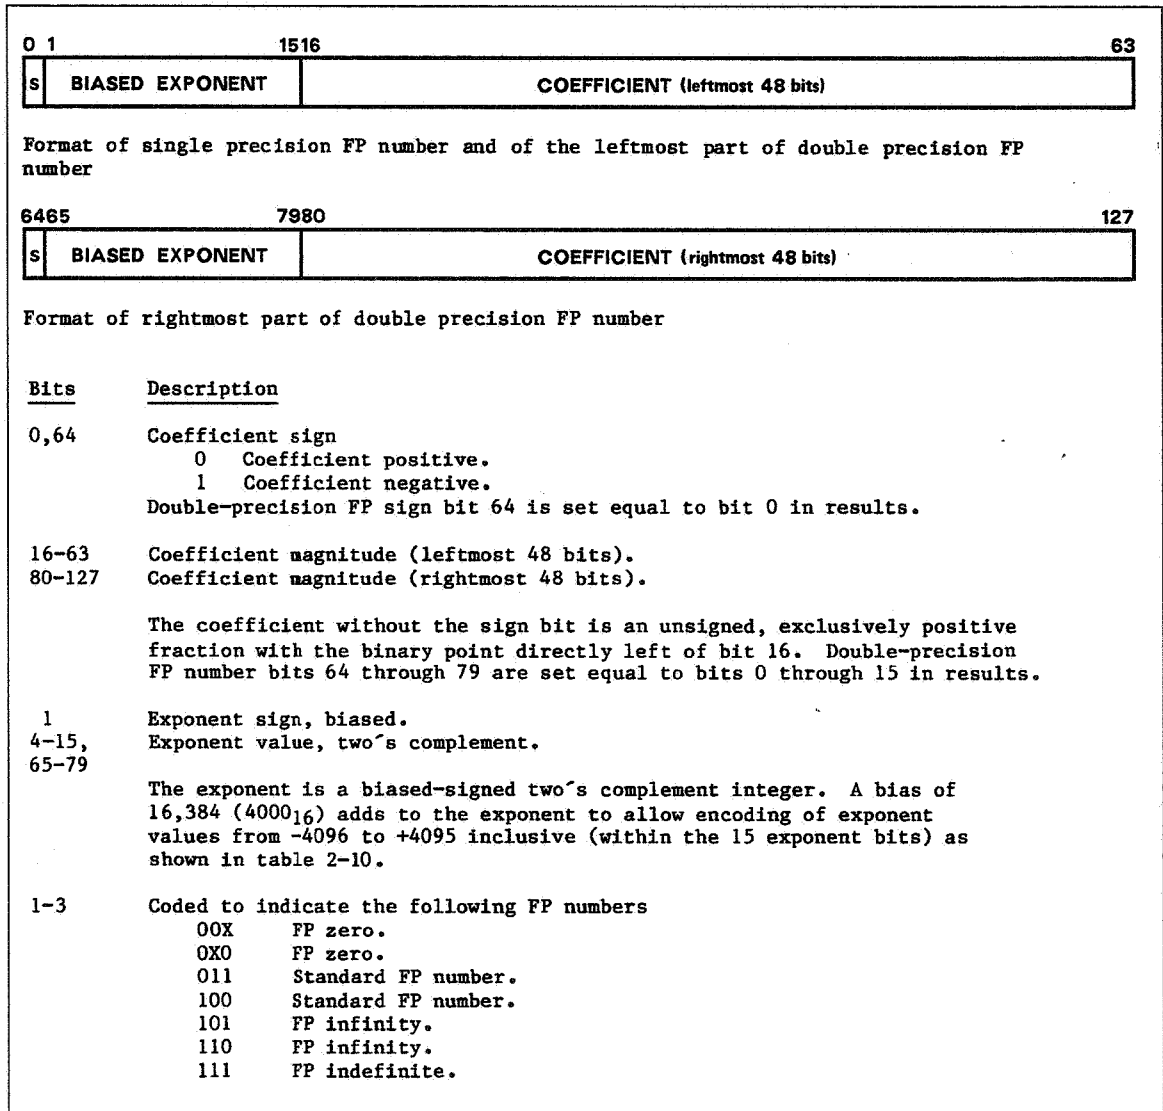 0 1 1516 63
S BIASED EXPONENT COEFFICIENT (leftmost 48 bits)
Format of single precision FP number and of the leftmost part of double precision FP
number
6465 7980 127
S BIASED EXPONENT COEFFICIENT (rightmost 48 bits)
Format of rightmost part of double precision FP number
Bits Description
0,64 Coefficient sign
0 Coefficient positive.
1 Coefficient negative.
Double-precision FP sign bit 64 is set equal to bit 0 in results.
16-63 Coefficient magnitude (leftmost 48 bits).
80-127 Coefficient magnitude (rightmost 48 bits).
The coefficient without the sign bit is an unsigned, exclusively positive
fraction with the binary point directly left of bit 16. Double-precision
FP number bits 64 through 79 are set equal to bits 0 through 15 in results.
1 Exponent sign, biased.
4-15, Exponent value, two's complement.
65-79
The exponent is a biased-signed two's complement integer. A bias of
16,384 (4000₁₆) adds to the exponent to allow encoding of exponent
values from -4096 to +4095 inclusive (within the 15 exponent bits) as
shown in table 2-10.
1-3 Coded to indicate the following FP numbers
00X FP zero.
0X0 FP zero.
011 Standard FP number.
100 Standard FP number.
101 FP infinity.
110 FP infinity.
111 FP indefinite.